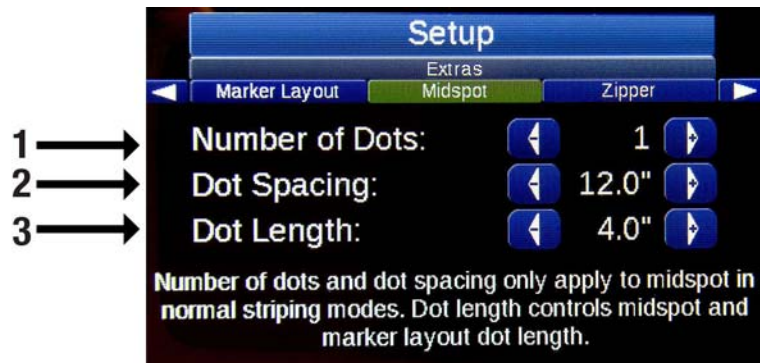 Setup
Extras
Marker Layout Midspot Zipper
1 Number of Dots: - 1 +
2 Dot Spacing: - 12.0" +
3 Dot Length: - 4.0" +
Number of dots and dot spacing only apply to midspot in
normal striping modes. Dot length controls midspot and
marker layout dot length.